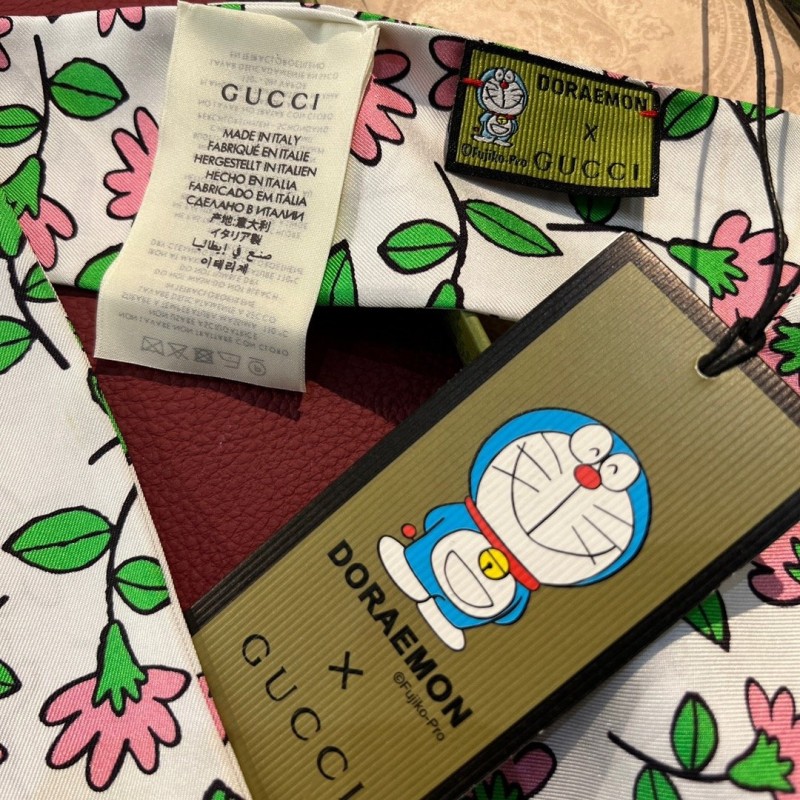 GUCCI
MADE IN ITALY
FABRIQUÉ EN ITALIE
HERGESTELLT IN ITALIEN
HECHO EN ITALIA
FABRICADO EM ITÁLIA
СДЕЛАНО В ИТАЛИИ
产地:意大利
イタリア製
صنع في إيطاليا
이태리제
DORAEMON
X
©Fujiko-Pro GUCCI
DORAEMON
©Fujiko-Pro
X
GUCCI